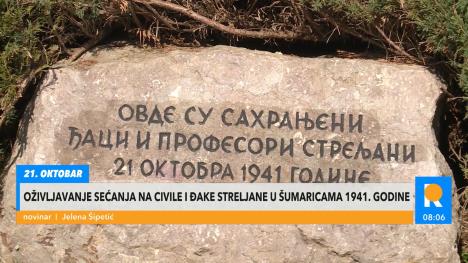 ОВДЕ СУ САХРАЊЕНИ
ЂАЦИ И ПРОФЕСОРИ СТРЕЉАНИ
21 ОКТОБРА 1941 ГОДИНЕ
21. OKTOBAR
OŽIVLJAVANJE SEĆANJA NA CIVILE I ĐAKE STRELJANE U ŠUMARICAMA 1941. GODINE
novinar | Jelena Šipetić
R
08:06